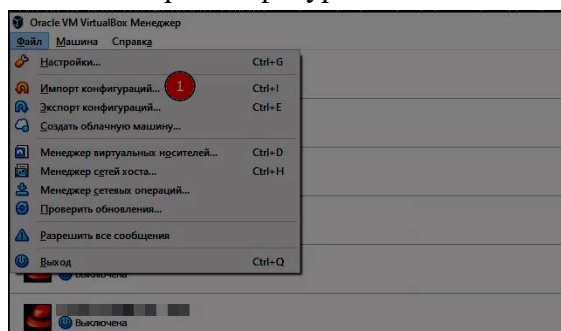 Oracle VM VirtualBox Менеджер
Файл Машина Справка
Настройки... Ctrl+G
Импорт конфигураций... 1 Ctrl+I
Экспорт конфигураций... Ctrl+E
Создать облачную машину...
Менеджер виртуальных носителей... Ctrl+D
Менеджер сетей хоста... Ctrl+H
Менеджер сетевых операций...
Проверить обновления...
Разрешить все сообщения
Выход Ctrl+Q
Выключена
Выключена